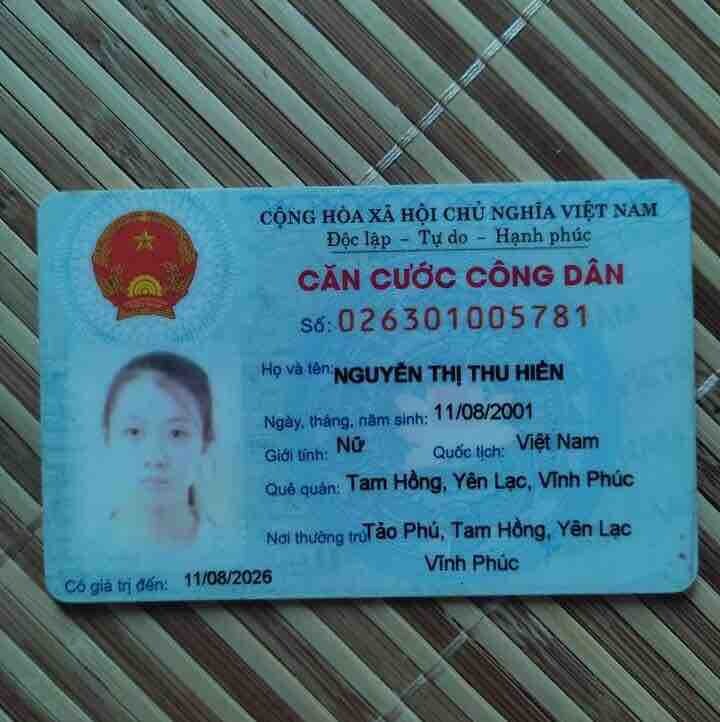 CỘNG HÒA XÃ HỘI CHỦ NGHĨA VIỆT NAM
Độc lập - Tự do - Hạnh phúc
CĂN CƯỚC CÔNG DÂN
Số: 026301005781
Họ và tên: NGUYỄN THỊ THU HIỀN
Ngày, tháng, năm sinh: 11/08/2001
Giới tính: Nữ Quốc tịch: Việt Nam
Quê quán: Tam Hồng, Yên Lạc, Vĩnh Phúc
Nơi thường trú Tảo Phú, Tam Hồng, Yên Lạc
Vĩnh Phúc
Có giá trị đến: 11/08/2026